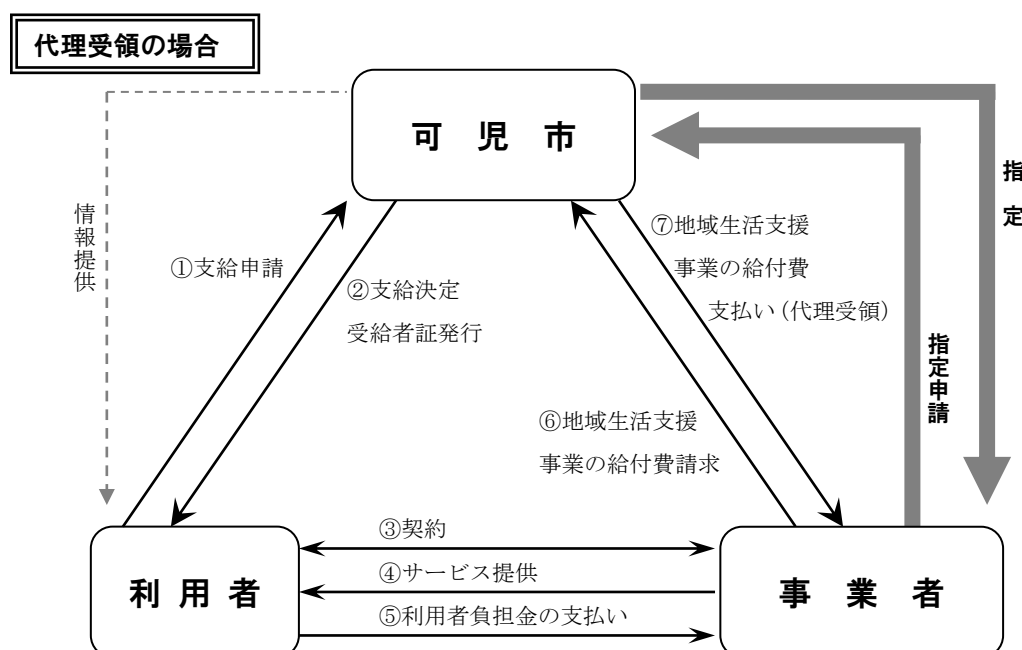 代理受領の場合
可児市
指定
情報提供
①支給申請
②支給決定
受給者証発行
⑦地域生活支援
事業の給付費
支払い(代理受領)
指定申請
⑥地域生活支援
事業の給付費請求
③契約
④サービス提供
⑤利用者負担金の支払い
利用者
事業者